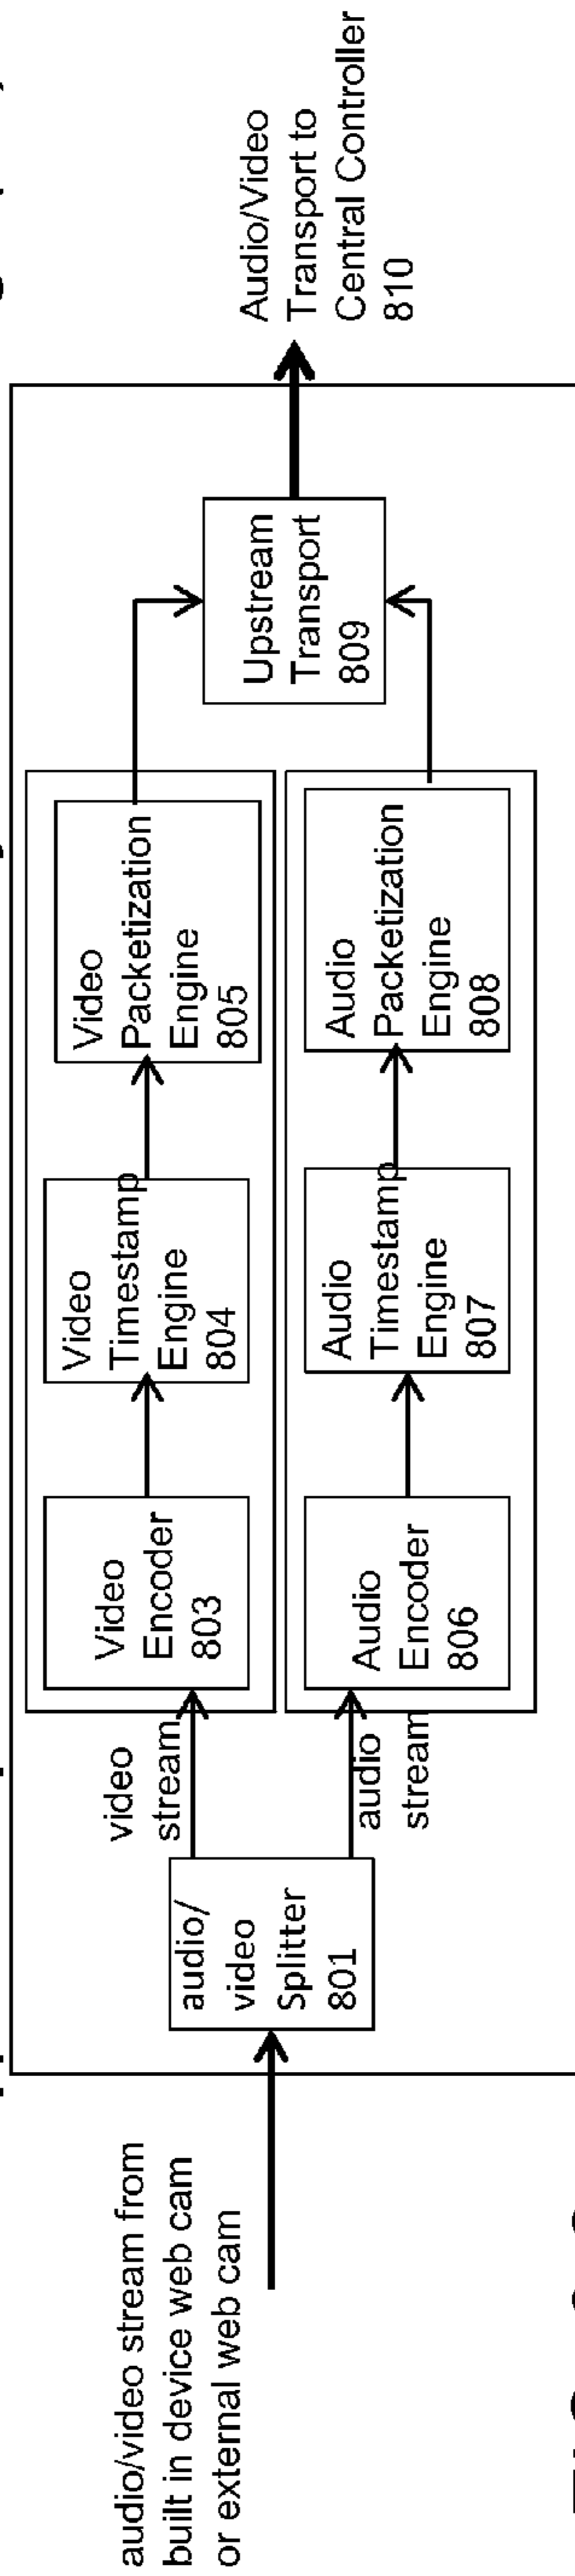 audio/video stream from
built in device web cam
or external web cam
audio/
video
Splitter
801
video
stream
audio
stream
Video
Encoder
803
Video
Timestamp
Engine
804
Video
Packetization
Engine
805
Audio
Encoder
806
Audio
Timestamp
Engine
807
Audio
Packetization
Engine
808
Upstream
Transport
809
Audio/Video
Transport to
Central Controller
810